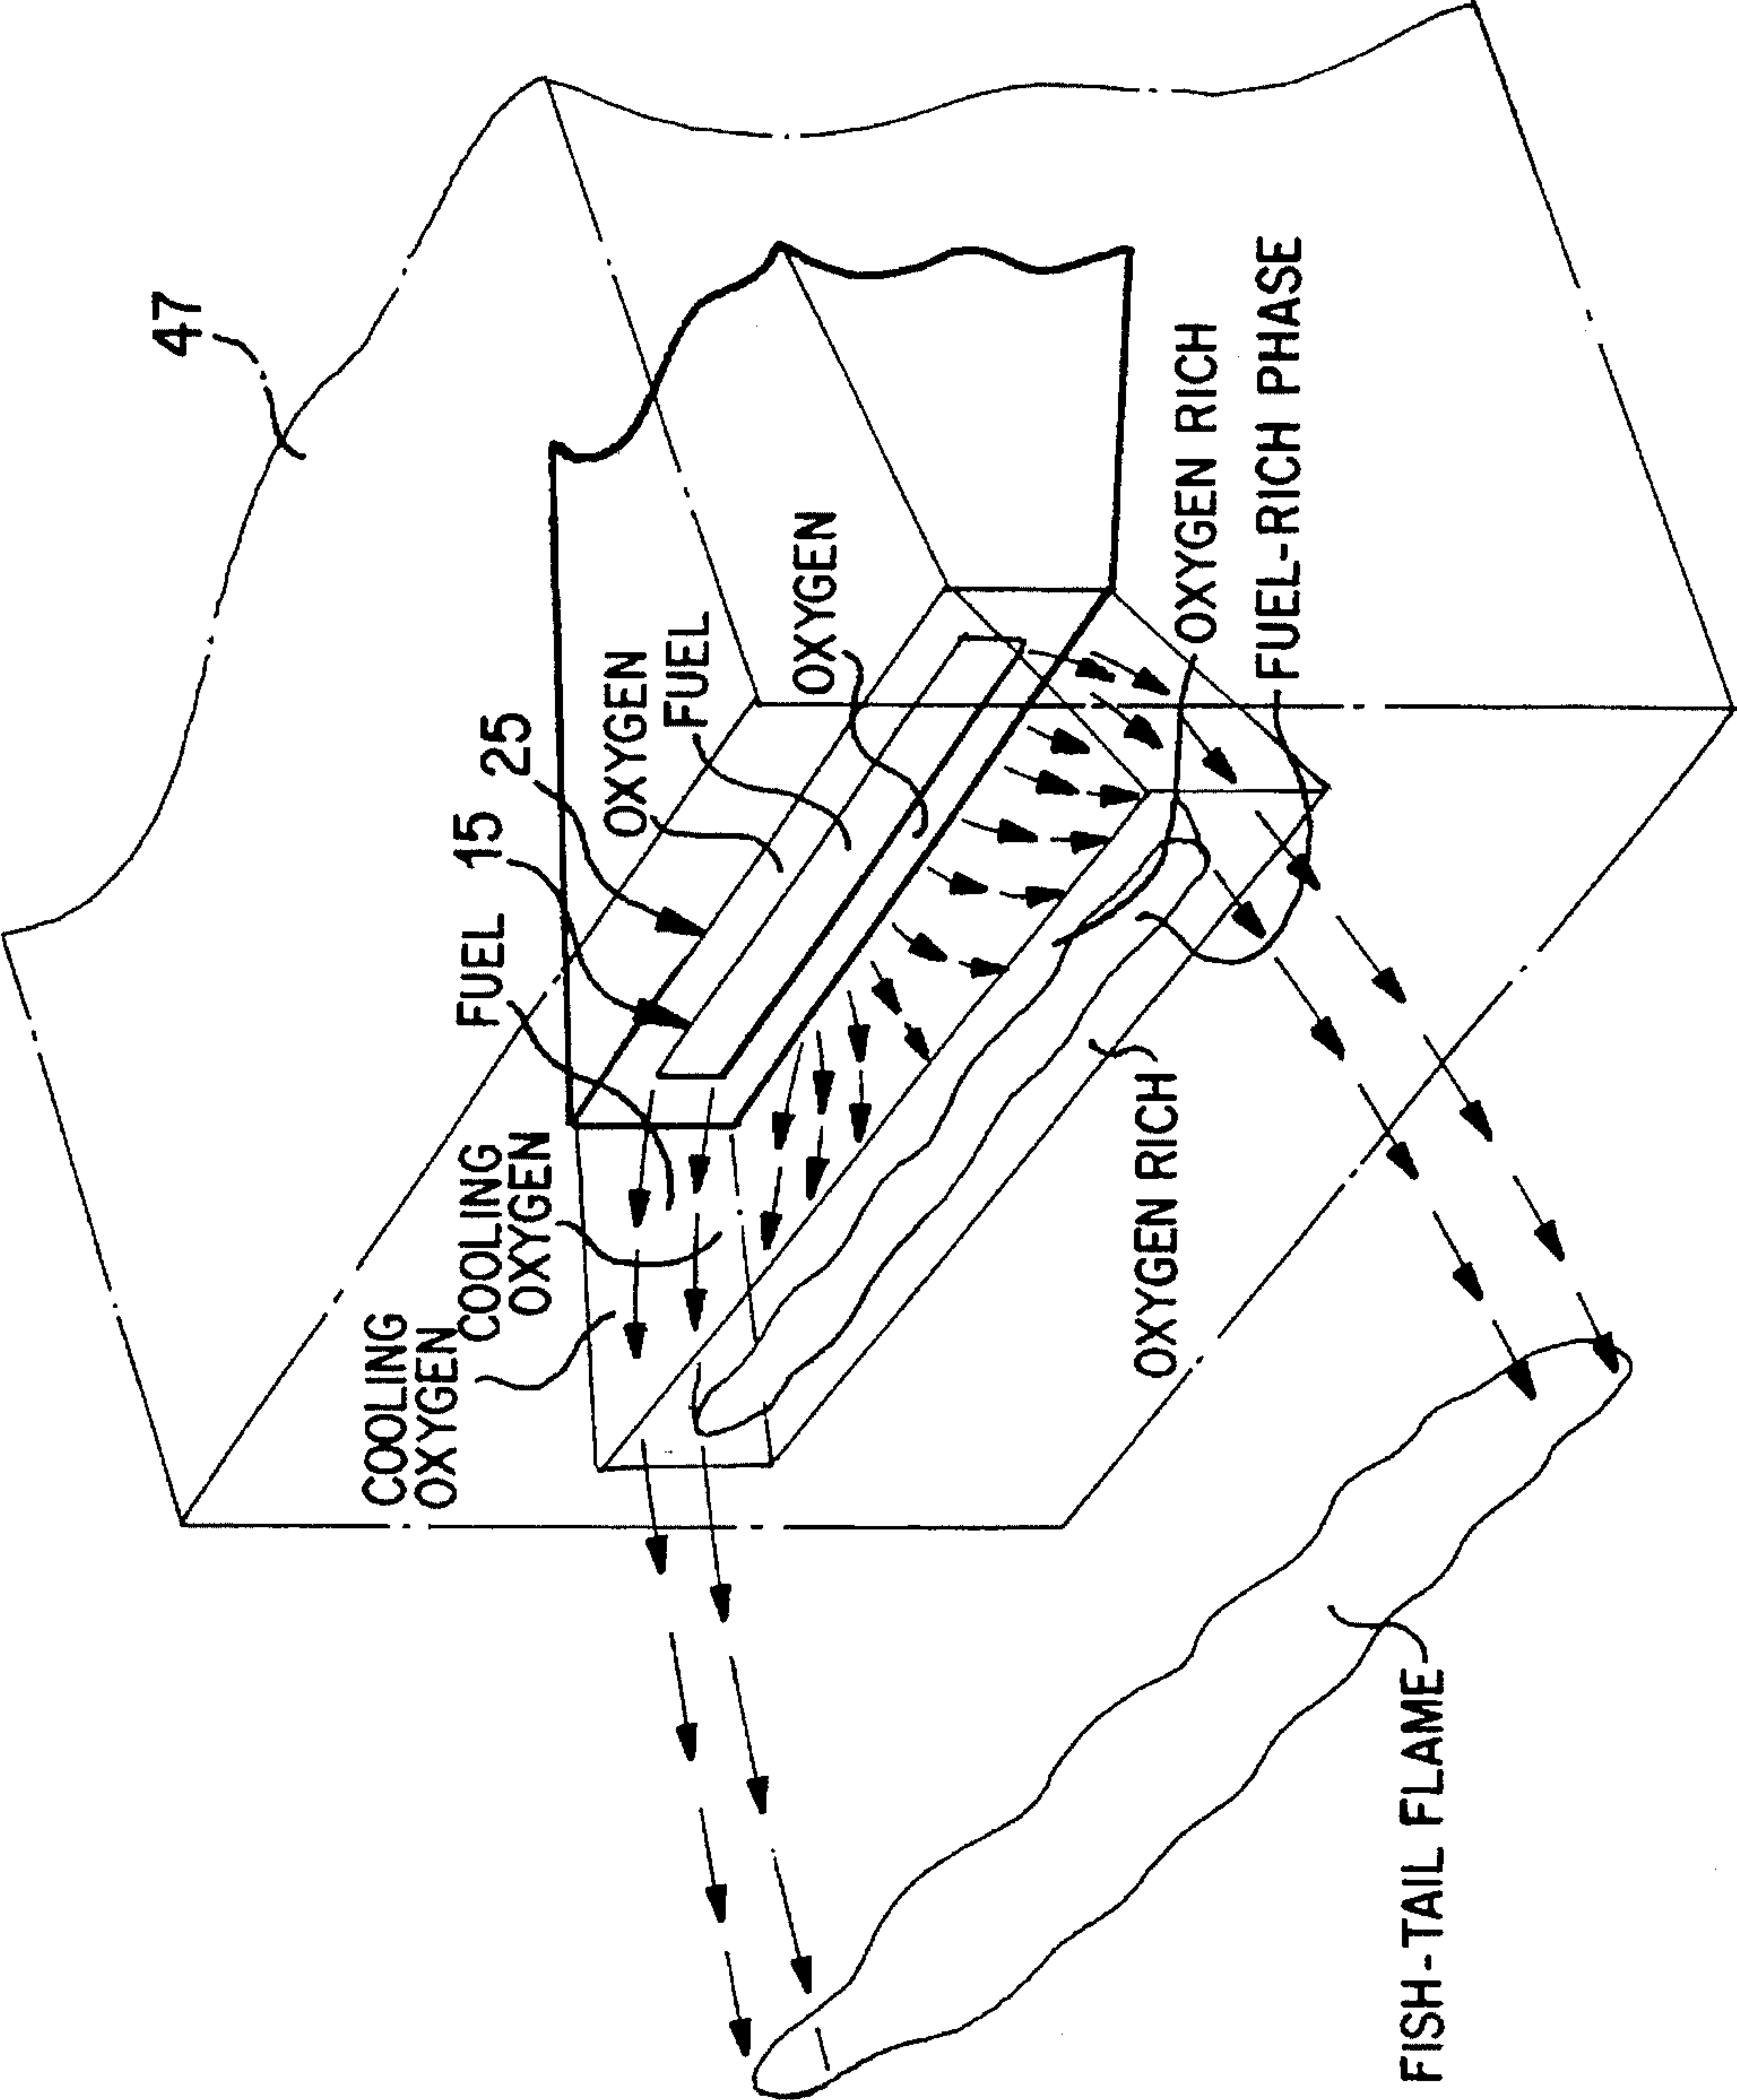 47
COOLING
OXYGEN
COOLING
OXYGEN
FUEL
15
25
OXYGEN
FUEL
OXYGEN
OXYGEN RICH
OXYGEN RICH
FUEL-RICH PHASE
FISH-TAIL FLAME